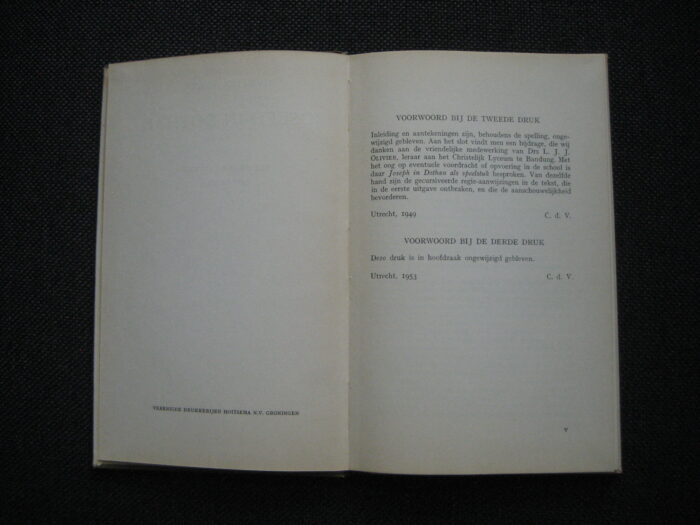 VERENIGDE DRUKKERIJEN HOITSEMA N.V. GRONINGEN
VOORWOORD BIJ DE TWEEDE DRUK
Inleiding en aantekeningen zijn, behoudens de spelling, onge-
wijzigd gebleven. Aan het slot vindt men een bijdrage, die wij
danken aan de vriendelijke medewerking van Drs L. J. J.
OLIVIER, leraar aan het Christelijk Lyceum te Bandung. Met
het oog op eventuele voordracht of opvoering in de school is
daar Joseph in Dothan als speelstuk besproken. Van dezelfde
hand zijn de gecursiveerde regie-aanwijzingen in de tekst, die
in de eerste uitgave ontbraken, en die de aanschouwelijkheid
bevorderen.
Utrecht, 1949 C. d. V.
VOORWOORD BIJ DE DERDE DRUK
Deze druk is in hoofdzaak ongewijzigd gebleven.
Utrecht, 1953 C. d. V.
V